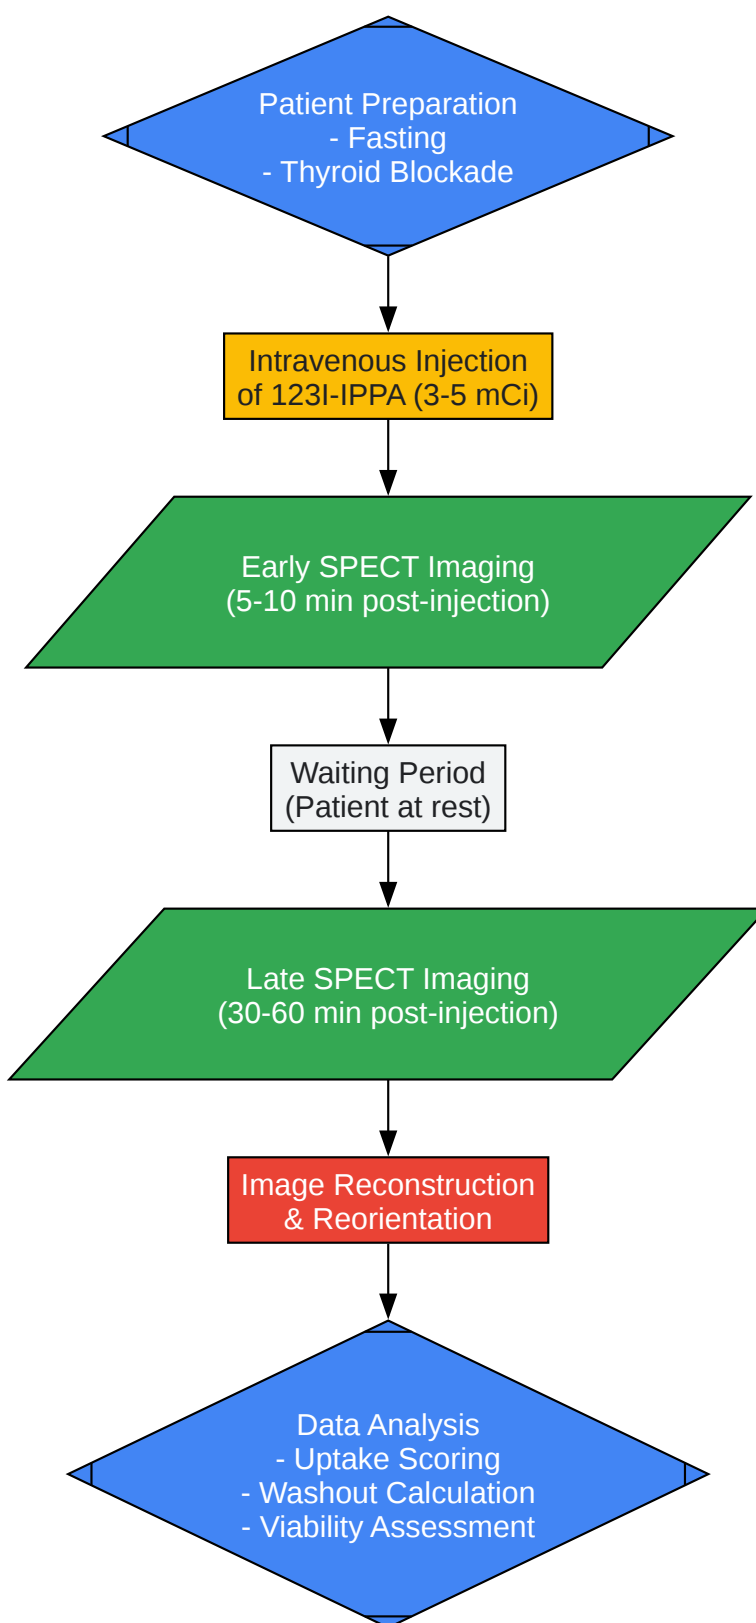 Patient Preparation
- Fasting
- Thyroid Blockade
Intravenous Injection
of 123I-IPPA (3-5 mCi)
Early SPECT Imaging
(5-10 min post-injection)
Waiting Period
(Patient at rest)
Late SPECT Imaging
(30-60 min post-injection)
Image Reconstruction
& Reorientation
Data Analysis
- Uptake Scoring
- Washout Calculation
- Viability Assessment